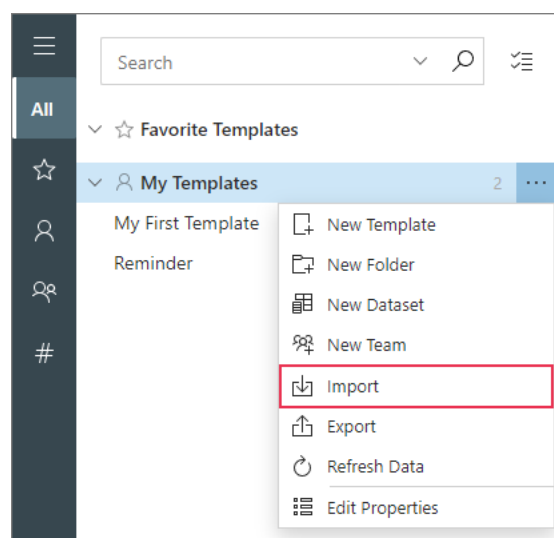 Search
All
Favorite Templates
My Templates 2 ...
My First Template
Reminder
New Template
New Folder
New Dataset
New Team
Import
Export
Refresh Data
Edit Properties
#